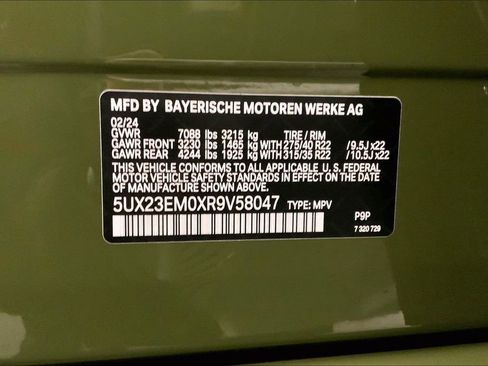 MFD BY BAYERISCHE MOTOREN WERKE AG
02/24
GVWR 7088 lbs 3215 kg TIRE / RIM
GAWR FRONT 3230 lbs 1465 kg WITH 275/40 R22 / 9.5J x22
GAWR REAR 4244 lbs 1925 kg WITH 315/35 R22 / 10.5J x22
THIS VEHICLE CONFORMS TO ALL APPLICABLE U. S. FEDERAL
MOTOR VEHICLE SAFETY STANDARDS IN EFFECT ON THE
DATE OF MANUFACTURE SHOWN ABOVE.
5UX23EM0XR9V58047 TYPE: MPV
P9P
7 320 729